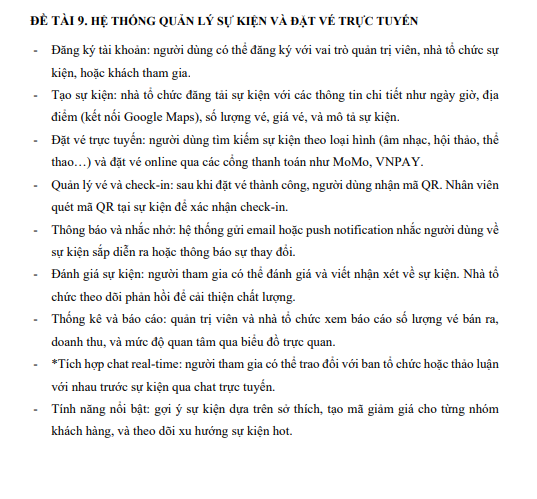 ĐỀ TÀI 9. HỆ THỐNG QUẢN LÝ SỰ KIỆN VÀ ĐẶT VÉ TRỰC TUYẾN
- Đăng ký tài khoản: người dùng có thể đăng ký với vai trò quản trị viên, nhà tổ chức sự
kiện, hoặc khách tham gia.
- Tạo sự kiện: nhà tổ chức đăng tải sự kiện với các thông tin chi tiết như ngày giờ, địa
điểm (kết nối Google Maps), số lượng vé, giá vé, và mô tả sự kiện.
- Đặt vé trực tuyến: người dùng tìm kiếm sự kiện theo loại hình (âm nhạc, hội thảo, thể
thao…) và đặt vé online qua các cổng thanh toán như MoMo, VNPAY.
- Quản lý vé và check-in: sau khi đặt vé thành công, người dùng nhận mã QR. Nhân viên
quét mã QR tại sự kiện để xác nhận check-in.
- Thông báo và nhắc nhở: hệ thống gửi email hoặc push notification nhắc người dùng về
sự kiện sắp diễn ra hoặc thông báo sự thay đổi.
- Đánh giá sự kiện: người tham gia có thể đánh giá và viết nhận xét về sự kiện. Nhà tổ
chức theo dõi phản hồi để cải thiện chất lượng.
- Thống kê và báo cáo: quản trị viên và nhà tổ chức xem báo cáo số lượng vé bán ra,
doanh thu, và mức độ quan tâm qua biểu đồ trực quan.
- *Tích hợp chat real-time: người tham gia có thể trao đổi với ban tổ chức hoặc thảo luận
với nhau trước sự kiện qua chat trực tuyến.
- Tính năng nổi bật: gợi ý sự kiện dựa trên sở thích, tạo mã giảm giá cho từng nhóm
khách hàng, và theo dõi xu hướng sự kiện hot.